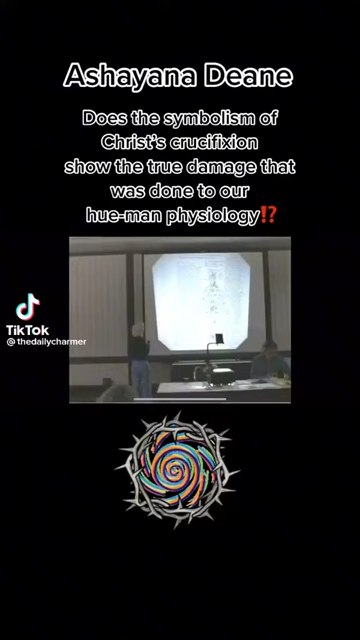 Ashayana Deane
Does the symbolism of
Christ's crucifixion
show the true damage that
was done to our
hue-man physiology⁉️
TikTok
@thedailycharmer